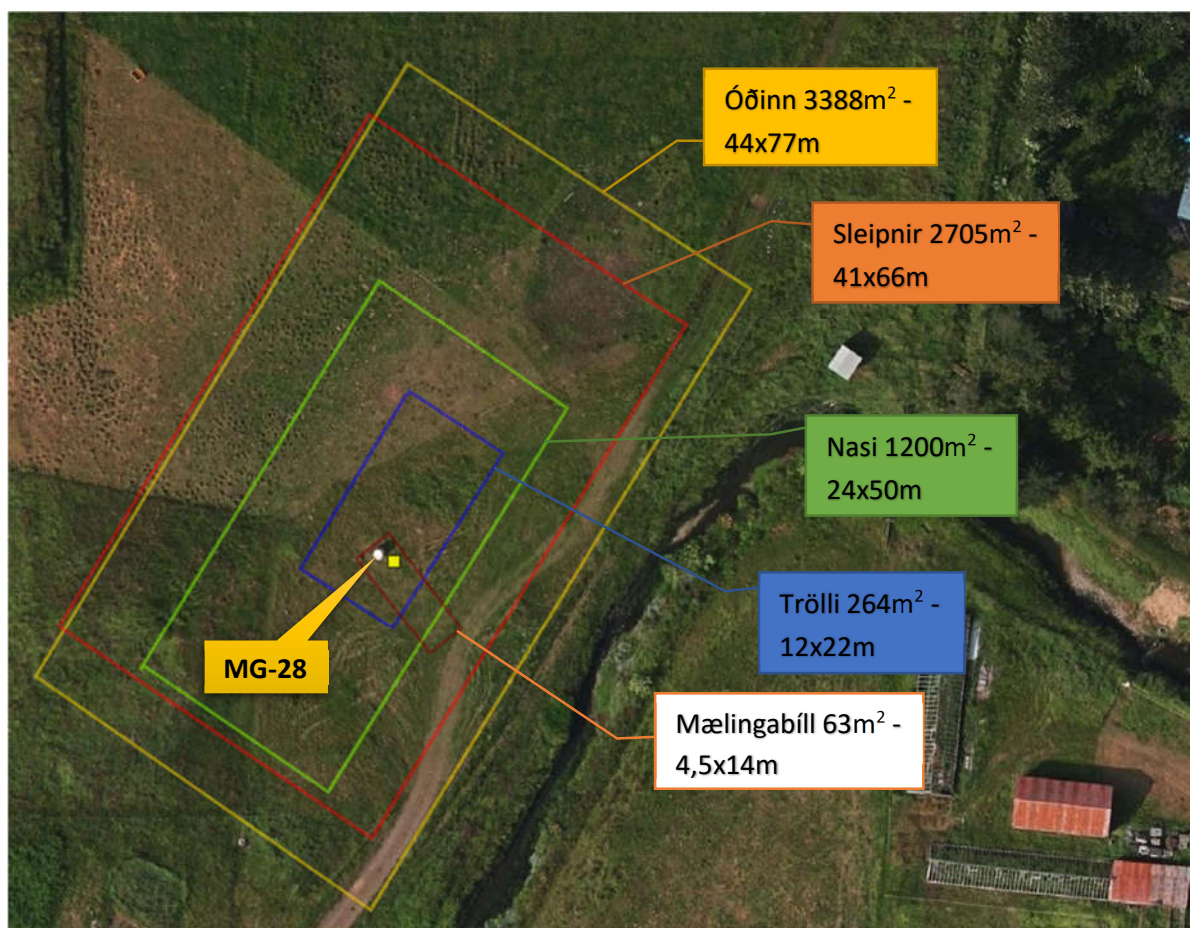 Óðinn 3388m² -
44x77m
Sleipnir 2705m² -
41x66m
Nasi 1200m² -
24x50m
Trölli 264m² -
12x22m
MG-28
Mælingabíll 63m² -
4,5x14m